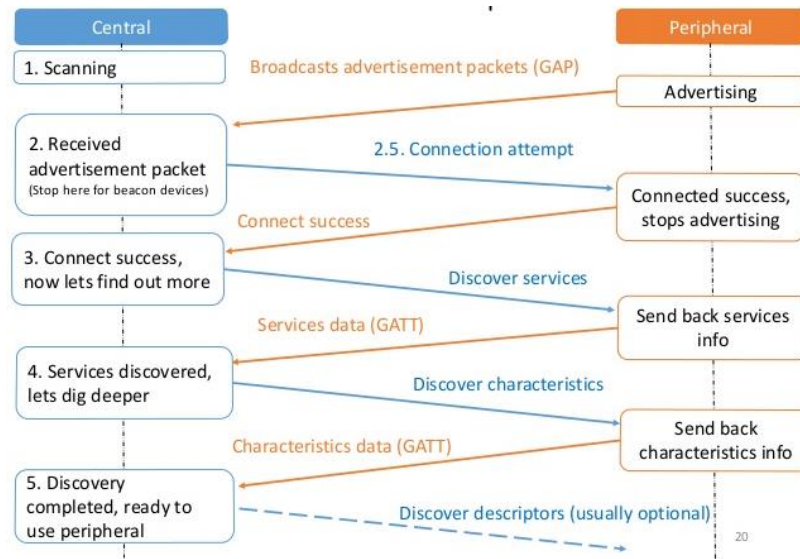 Central
Peripheral
1. Scanning
Broadcasts advertisement packets (GAP)
Advertising
2. Received
advertisement packet
(Stop here for beacon devices)
2.5. Connection attempt
Connected success,
stops advertising
Connect success
3. Connect success,
now lets find out more
Discover services
Send back services
info
Services data (GATT)
4. Services discovered,
lets dig deeper
Discover characteristics
Send back
characteristics info
Characteristics data (GATT)
5. Discovery
completed, ready to
use peripheral
Discover descriptors (usually optional)
20